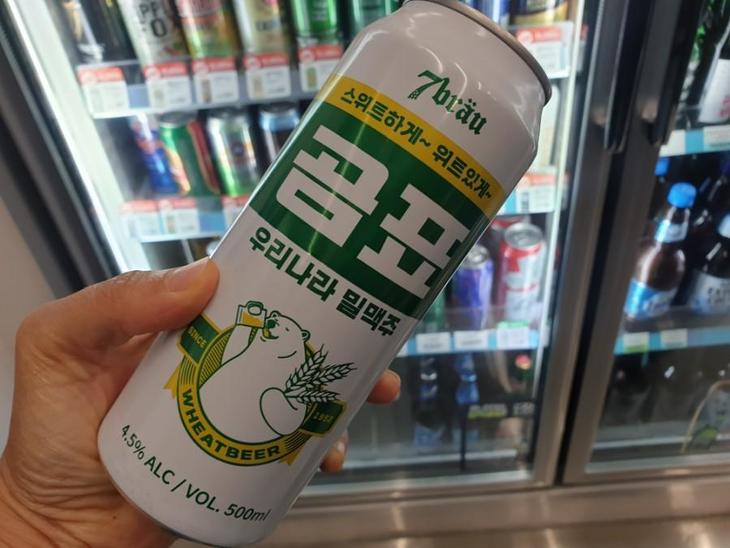 7bräu
스위트하게~ 위트있게~
곰표
우리나라 밀맥주
SINCE 1952
WHEATBEER
4.5% ALC / VOL. 500ml